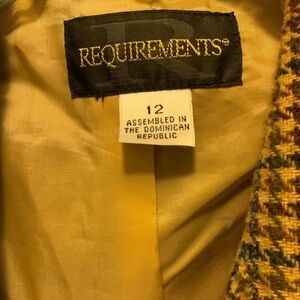 REQUIREMENTS®
12
ASSEMBLED IN
THE DOMINICAN
REPUBLIC